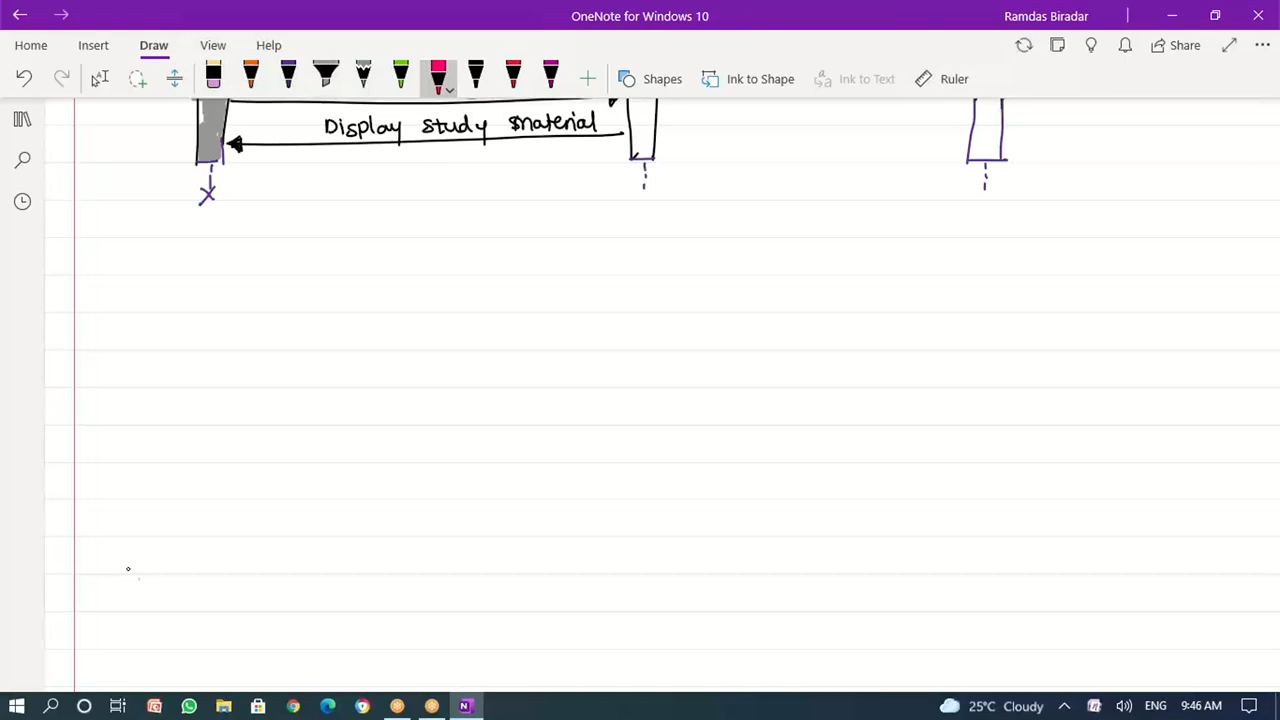 OneNote for Windows 10
Ramdas Biradar
Home Insert Draw View Help
Share
Shapes
Ink to Shape
Ink to Text
Ruler
Display study material
X
N
25°C Cloudy
ENG
9:46 AM